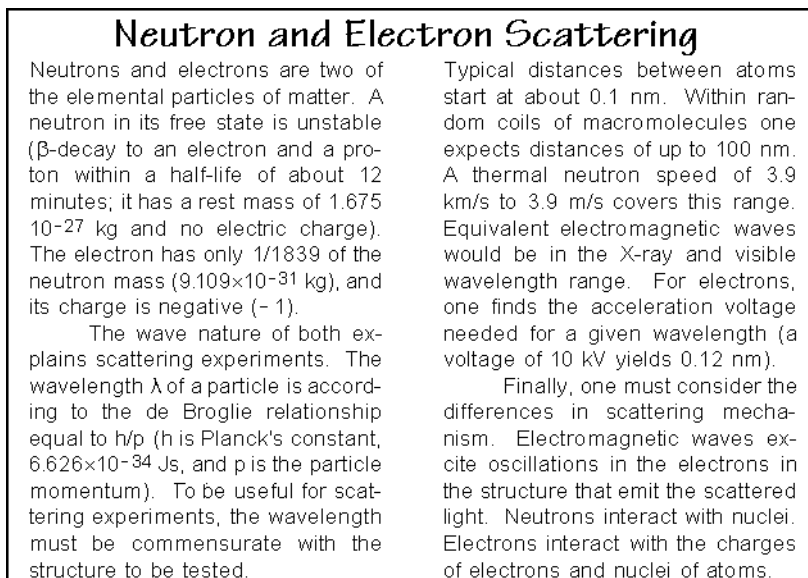 Neutron and Electron Scattering
Neutrons and electrons are two of
the elemental particles of matter. A
neutron in its free state is unstable
(β-decay to an electron and a pro-
ton within a half-life of about 12
minutes; it has a rest mass of 1.675
10⁻²⁷ kg and no electric charge).
The electron has only 1/1839 of the
neutron mass (9.109×10⁻³¹ kg), and
its charge is negative (− 1).
The wave nature of both ex-
plains scattering experiments. The
wavelength λ of a particle is accord-
ing to the de Broglie relationship
equal to h/p (h is Planck's constant,
6.626×10⁻³⁴ Js, and p is the particle
momentum). To be useful for scat-
tering experiments, the wavelength
must be commensurate with the
structure to be tested.
Typical distances between atoms
start at about 0.1 nm. Within ran-
dom coils of macromolecules one
expects distances of up to 100 nm.
A thermal neutron speed of 3.9
km/s to 3.9 m/s covers this range.
Equivalent electromagnetic waves
would be in the X-ray and visible
wavelength range. For electrons,
one finds the acceleration voltage
needed for a given wavelength (a
voltage of 10 kV yields 0.12 nm).
Finally, one must consider the
differences in scattering mecha-
nism. Electromagnetic waves ex-
cite oscillations in the electrons in
the structure that emit the scattered
light. Neutrons interact with nuclei.
Electrons interact with the charges
of electrons and nuclei of atoms.